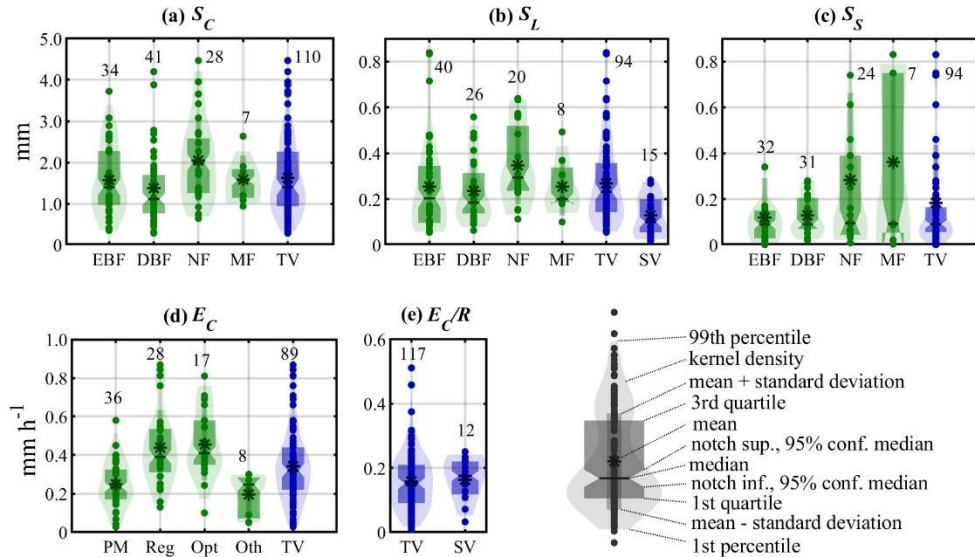 (a) S_C
mm
5.0
4.0
3.0
2.0
1.0
0
34
41
28
7
110
EBF DBF NF MF TV
(b) S_L
0.8
0.6
0.4
0.2
0
40
26
20
8
94
15
EBF DBF NF MF TV SV
(c) S_S
0.8
0.6
0.4
0.2
0
32
31
24
7
94
EBF DBF NF MF TV
(d) E_C
mm h⁻¹
1.0
0.8
0.6
0.4
0.2
0
36
28
17
8
89
PM Reg Opt Oth TV
(e) E_C/R
0.6
0.4
0.2
0
117
12
TV SV
99th percentile
kernel density
mean + standard deviation
3rd quartile
mean
notch sup., 95% conf. median
median
notch inf., 95% conf. median
1st quartile
mean - standard deviation
1st percentile